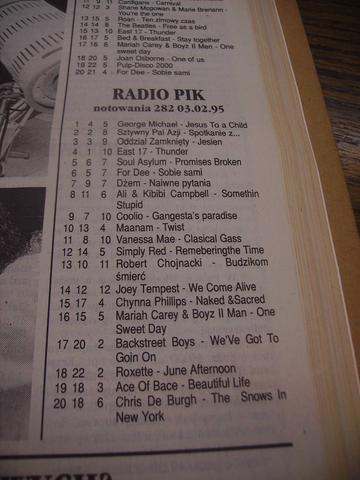 11 9 11 Cardigans - Carnival
12 12 3 Shane Mcgowan & Marie Brenann -
You're the one
13 15 5 Roan - Ten zimowy czas
14 14 8 The Beatles - Free as a bird
15 13 10 East 17 - Thunder
16 17 5 Bed & Breakfast - Stay together
17 16 8 Mariah Carey & Boyz II Men - One
sweet day
18 20 5 Joan Osborne - One of us
19 22 5 Pulp-Disco 2000
20 21 4 For Dee - Sobie sami
RADIO PIK
notowania 282 03.02.95
1 4 5 George Michael - Jesus To a Child
2 2 8 Sztywny Pal Azji - Spotkanie z...
3 3 9 Oddzial Zamknięty - Jesien
4 1 10 East 17 - Thunder
5 6 7 Soul Asylum - Promises Broken
6 5 7 For Dee - Sobie sami
7 9 7 Dżem - Naiwne pytania
8 11 6 Ali & Kibibi Campbell - Somethin
Stupid
9 7 10 Coolio - Gangesta's paradise
10 13 4 Maanam - Twist
11 8 10 Vanessa Mae - Clasical Gass
12 14 5 Simply Red - Rememberingthe Time
13 10 11 Robert Chojnacki - Budzikom
śmierć
14 12 12 Joey Tempest - We Come Alive
15 17 4 Chynna Phillips - Naked &Sacred
16 15 5 Mariah Carey & Boyz II Man - One
Sweet Day
17 20 2 Backstreet Boys - We'Ve Got To
Goin On
18 22 2 Roxette - June Afternoon
19 18 3 Ace Of Bace - Beautiful Life
20 18 6 Chris De Burgh - The Snows In
New York